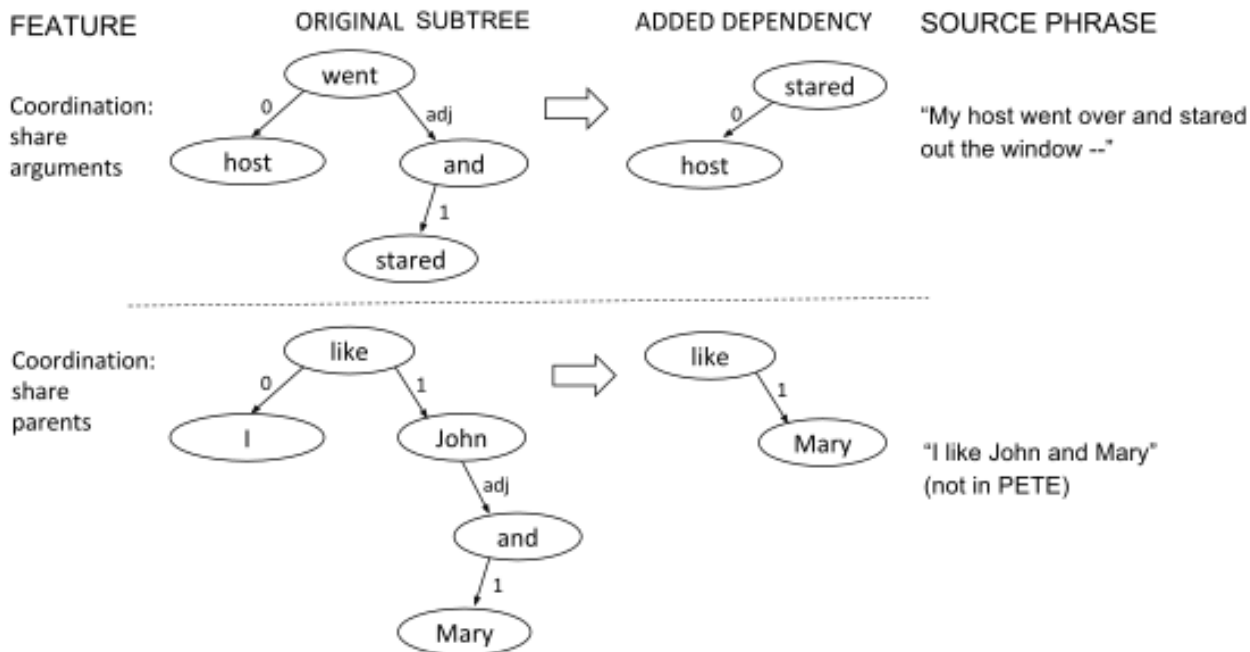 FEATURE
ORIGINAL SUBTREE
ADDED DEPENDENCY
SOURCE PHRASE
Coordination:
share
arguments
went
0
adj
host
and
1
stared
stared
0
host
“My host went over and stared
out the window --”
Coordination:
share
parents
like
0
1
I
John
adj
and
1
Mary
like
1
Mary
“I like John and Mary”
(not in PETE)